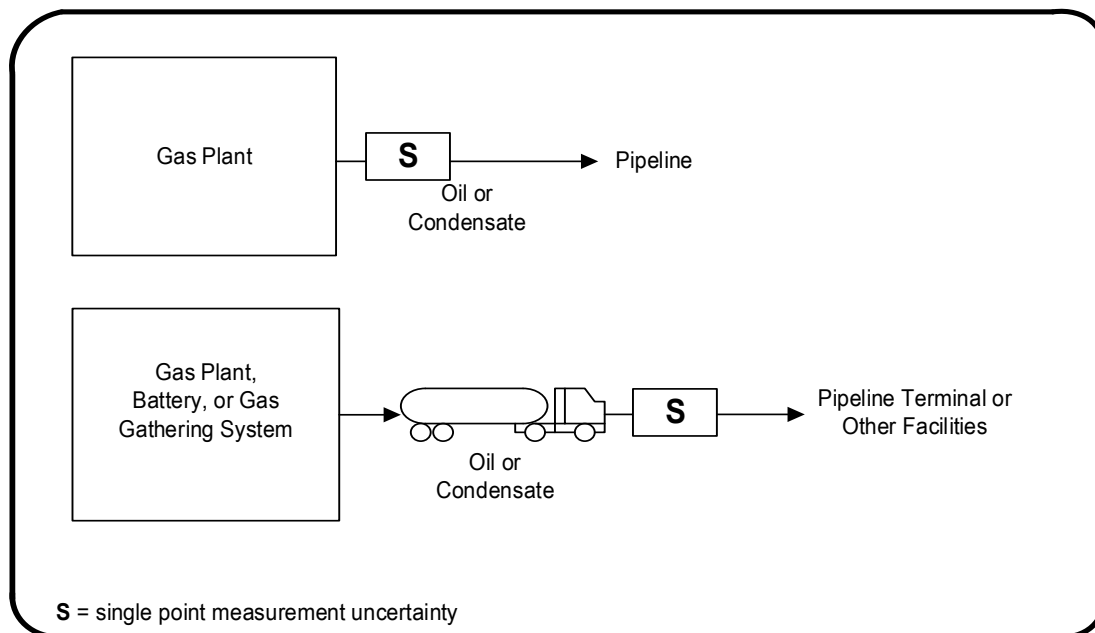 Gas Plant
S
Pipeline
Oil or
Condensate
Gas Plant,
Battery, or Gas
Gathering System
S
Pipeline Terminal or
Other Facilities
Oil or
Condensate
S = single point measurement uncertainty